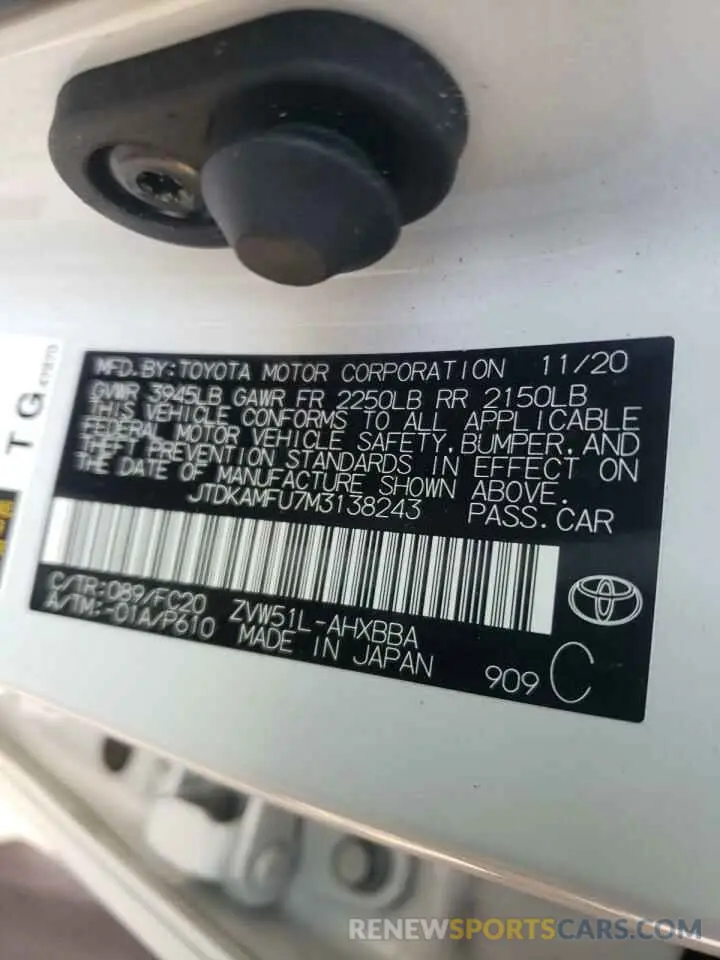 MFD.BY:TOYOTA MOTOR CORPORATION 11/20
GVWR 3945LB GAWR FR 2250LB RR 2150LB
THIS VEHICLE CONFORMS TO ALL APPLICABLE
FEDERAL MOTOR VEHICLE SAFETY,BUMPER,AND
THEFT PREVENTION STANDARDS IN EFFECT ON
THE DATE OF MANUFACTURE SHOWN ABOVE.
JTDKAMFU7M3138243 PASS.CAR
C/TR:089/FC20 ZVW51L-AHXBBA
A/TM:-01A/P610 MADE IN JAPAN
909 C
TG
RENEWSPORTSCARS.COM